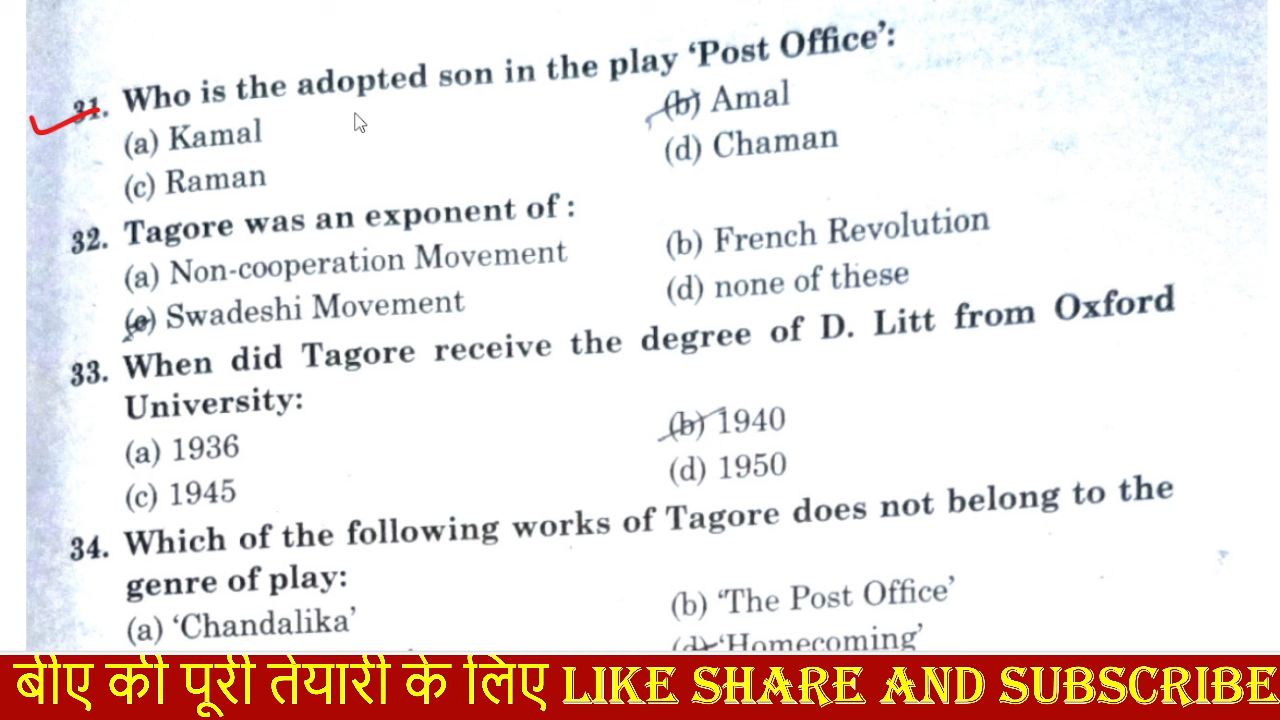 31. Who is the adopted son in the play ‘Post Office’:
(a) Kamal (b) Amal
(c) Raman (d) Chaman
32. Tagore was an exponent of :
(a) Non-cooperation Movement (b) French Revolution
(c) Swadeshi Movement (d) none of these
33. When did Tagore receive the degree of D. Litt from Oxford
University:
(a) 1936 (b) 1940
(c) 1945 (d) 1950
34. Which of the following works of Tagore does not belong to the
genre of play:
(a) ‘Chandalika’ (b) ‘The Post Office’
(d) ‘Homecoming’
बीए की पूरी तैयारी के लिए LIKE SHARE AND SUBSCRIBE